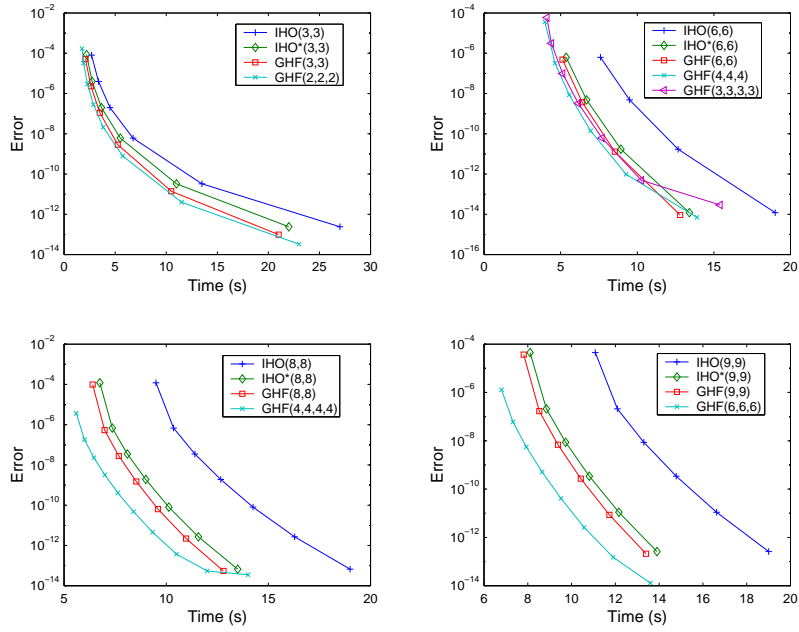 10^-4
10^-2
10^-4
10^-6
10^-8
10^-10
10^-12
10^-14
Error
0 5 10 15 20 25 30
Time (s)
IHO(3,3)
IHO*(3,3)
GHF(3,3)
GHF(2,2,2)
10^-4
10^-6
10^-8
10^-10
10^-12
10^-14
10^-16
Error
0 5 10 15 20
Time (s)
IHO(6,6)
IHO*(6,6)
GHF(6,6)
GHF(4,4,4)
GHF(3,3,3,3)
10^-2
10^-4
10^-6
10^-8
10^-10
10^-12
10^-14
Error
5 10 15 20
Time (s)
IHO(8,8)
IHO*(8,8)
GHF(8,8)
GHF(4,4,4,4)
10^-4
10^-6
10^-8
10^-10
10^-12
10^-14
Error
6 8 10 12 14 16 18 20
Time (s)
IHO(9,9)
IHO*(9,9)
GHF(9,9)
GHF(6,6,6)